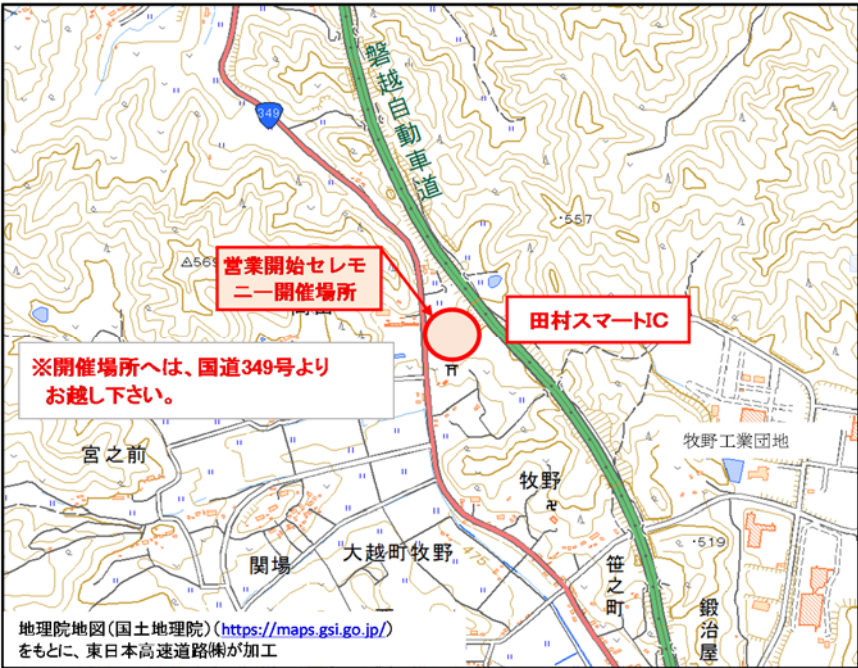 349
磐越自動車道
557
営業開始セレモ
ニー開催場所
田村スマートIC
※開催場所へは、国道349号より
お越し下さい。
牧野工業団地
宮之前
牧野
関場
大越町牧野
475
519
笹之町
鍛治屋
地理院地図(国土地理院)(https://maps.gsi.go.jp/)
をもとに、東日本高速道路㈱が加工